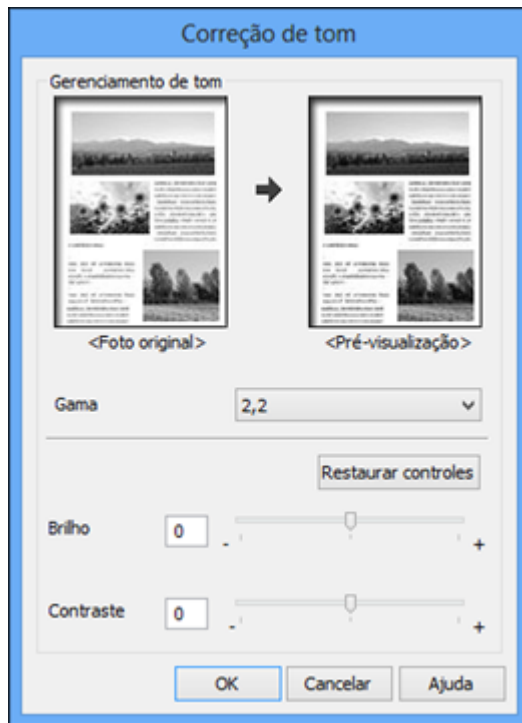 Correção de tom
Gerenciamento de tom
<Foto original>
<Pré-visualização>
Gama
2,2
Restaurar controles
Brilho
0
-
+
Contraste
0
-
+
OK
Cancelar
Ajuda